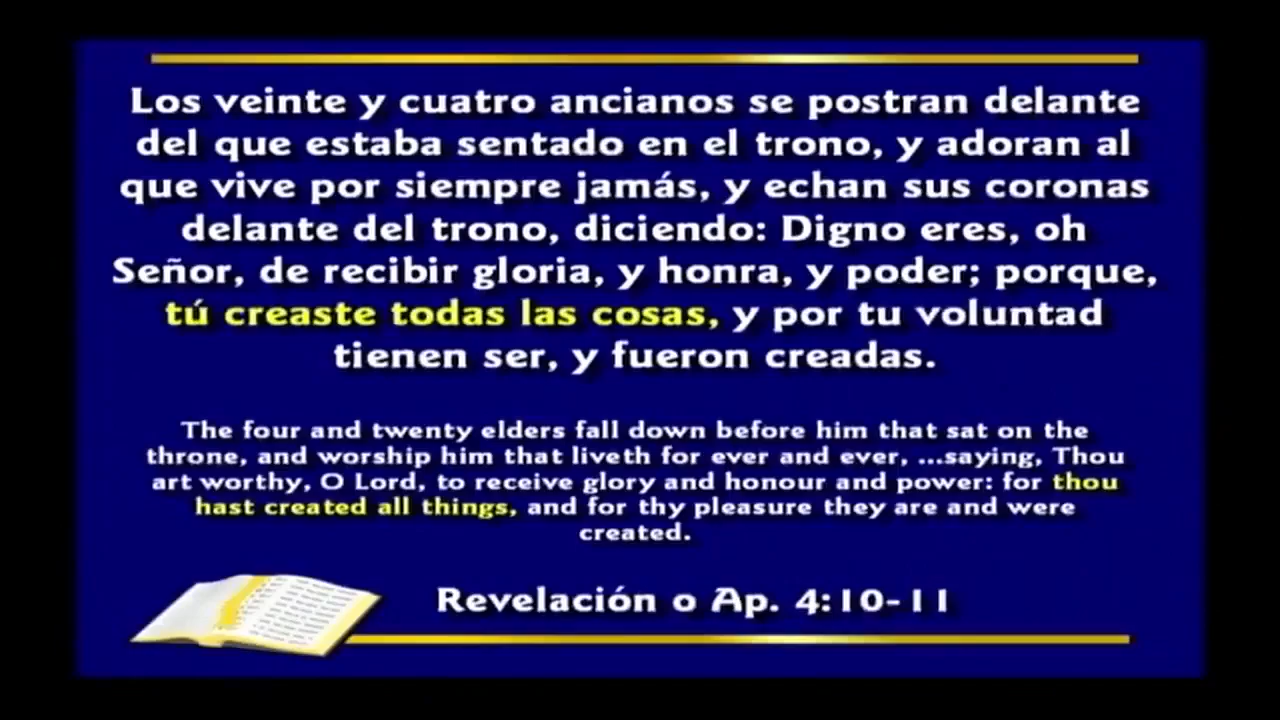 Los veinte y cuatro ancianos se postran delante
del que estaba sentado en el trono, y adoran al
que vive por siempre jamás, y echan sus coronas
delante del trono, diciendo: Digno eres, oh
Señor, de recibir gloria, y honra, y poder; porque,
tú creaste todas las cosas, y por tu voluntad
tienen ser, y fueron creadas.
The four and twenty elders fall down before him that sat on the
throne, and worship him that liveth for ever and ever, ...saying, Thou
art worthy, O Lord, to receive glory and honour and power: for thou
hast created all things, and for thy pleasure they are and were
created.
Revelación o Ap. 4:10-11